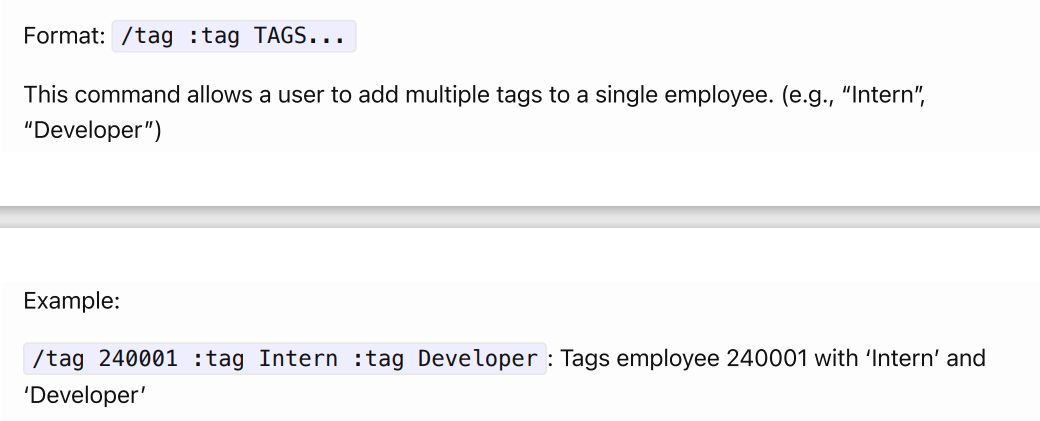 Format: /tag :tag TAGS...
This command allows a user to add multiple tags to a single employee. (e.g., “Intern”,
“Developer”)
Example:
/tag 240001 :tag Intern :tag Developer : Tags employee 240001 with ‘Intern’ and
‘Developer’